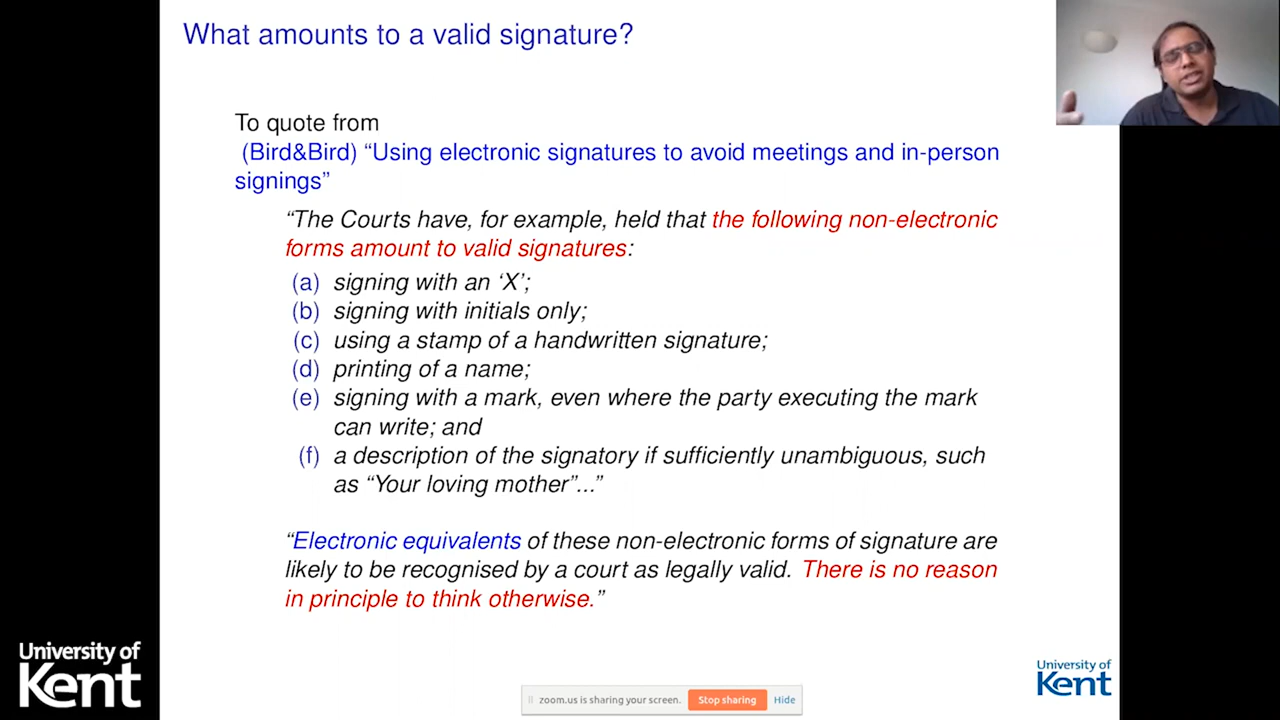 What amounts to a valid signature?
To quote from
(Bird&Bird) “Using electronic signatures to avoid meetings and in-person
signings”
“The Courts have, for example, held that the following non-electronic
forms amount to valid signatures:
(a) signing with an ‘X’;
(b) signing with initials only;
(c) using a stamp of a handwritten signature;
(d) printing of a name;
(e) signing with a mark, even where the party executing the mark
can write; and
(f) a description of the signatory if sufficiently unambiguous, such
as “Your loving mother”...”
“Electronic equivalents of these non-electronic forms of signature are
likely to be recognised by a court as legally valid. There is no reason
in principle to think otherwise.”
University of
Kent
University of
Kent
zoom.us is sharing your screen. Stop sharing Hide